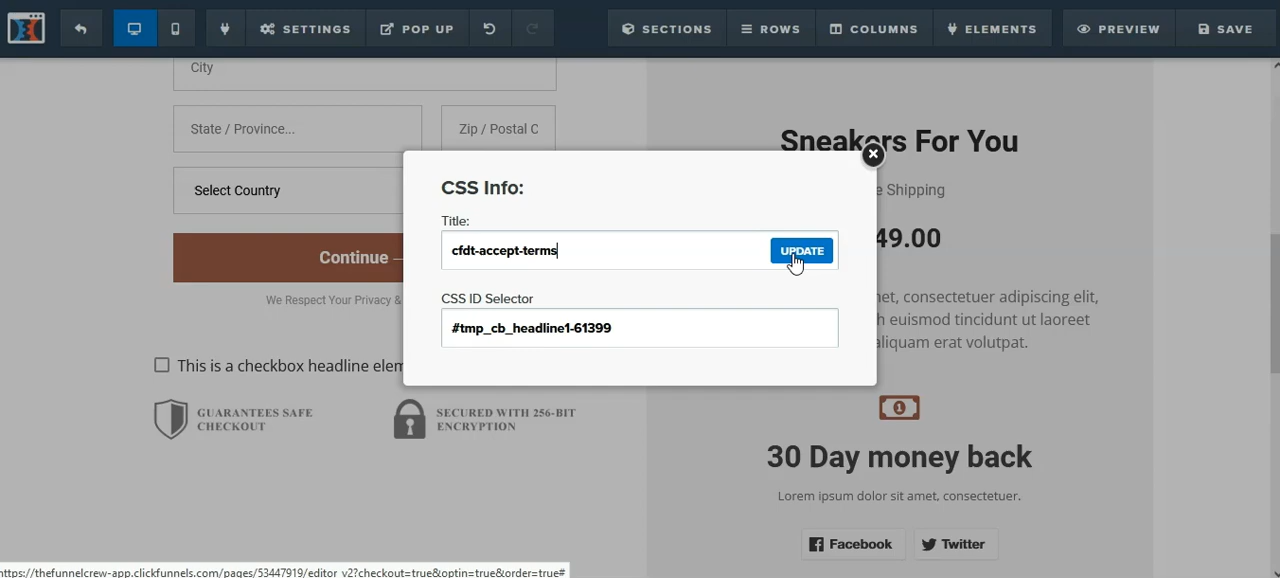 SETTINGS
POP UP
SECTIONS
ROWS
COLUMNS
ELEMENTS
PREVIEW
SAVE
City
State / Province...
Zip / Postal C
Select Country
Continue
We Respect Your Privacy &
This is a checkbox headline elem
GUARANTEES SAFE
CHECKOUT
SECURED WITH 256-BIT
ENCRYPTION
CSS Info:
Title:
cfdt-accept-terms
UPDATE
CSS ID Selector
#tmp_cb_headline1-61399
Sneakers For You
e Shipping
49.00
net, consectetuer adipiscing elit,
h euismod tincidunt ut laoreet
aliquam erat volutpat.
30 Day money back
Lorem ipsum dolor sit amet, consectetuer.
Facebook
Twitter
https://thefunnelcrew-app.clickfunnels.com/pages/53447919/editor_v2?checkout=true&optin=true&order=true#